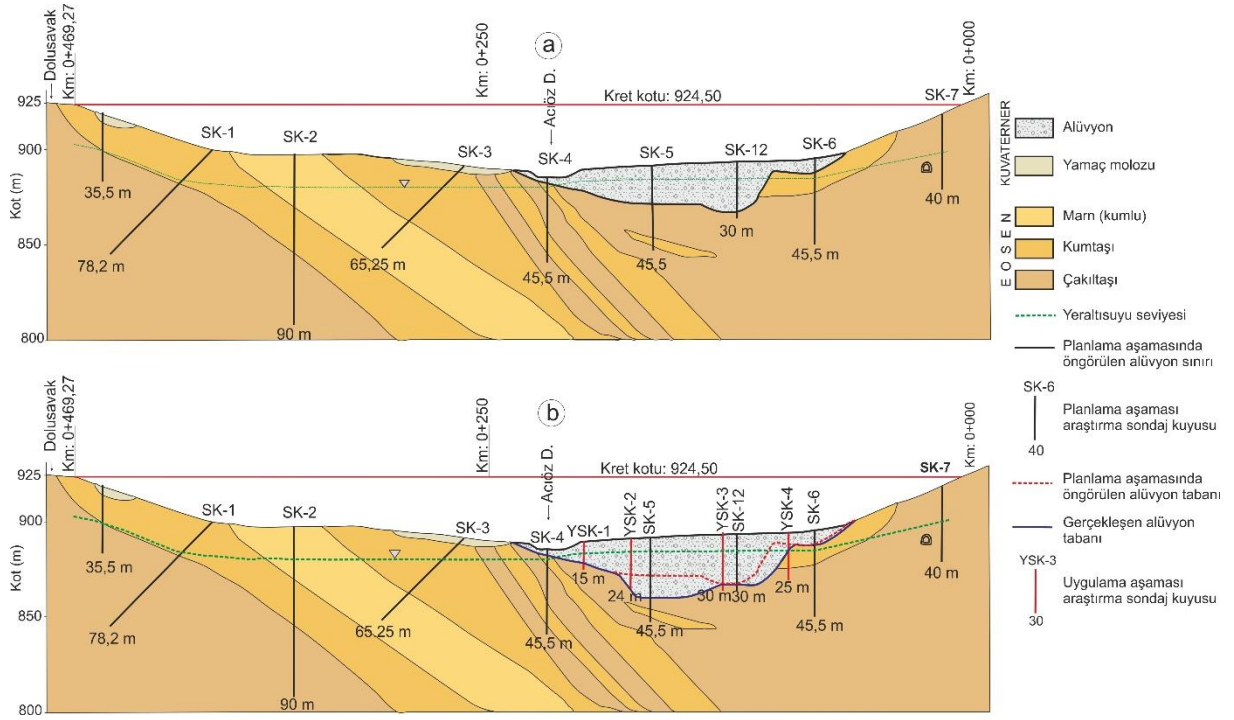 Dolusavak
Km: 0+469,27
Km: 0+250
a
Acıöz D.
Km: 0+000
Kret kotu: 924,50
SK-7
SK-1
SK-2
SK-3
SK-4
SK-5
SK-12
SK-6
Kot (m)
925
900
850
800
35,5 m
78,2 m
90 m
65,25 m
45,5 m
45,5
30 m
45,5 m
40 m
Dolusavak
Km: 0+469,27
Km: 0+250
b
Acıöz D.
Km: 0+000
Kret kotu: 924,50
SK-7
SK-1
SK-2
SK-3
SK-4
YSK-1
YSK-2
SK-5
YSK-3
SK-12
YSK-4
SK-6
Kot (m)
925
900
850
800
35,5 m
78,2 m
90 m
65,25 m
45,5 m
15 m
24 m
45,5 m
30 m
30 m
25 m
45,5 m
40 m
KUVATERNER
Alüvyon
Yamaç molozu
EOSEN
Marn (kumlu)
Kumtaşı
Çakıltaşı
Yeraltısuyu seviyesi
Planlama aşamasında
öngörülen alüvyon sınırı
SK-6
Planlama aşaması
araştırma sondaj kuyusu
40
Planlama aşamasında
öngörülen alüvyon tabanı
Gerçekleşen alüvyon
tabanı
YSK-3
Uygulama aşaması
araştırma sondaj kuyusu
30